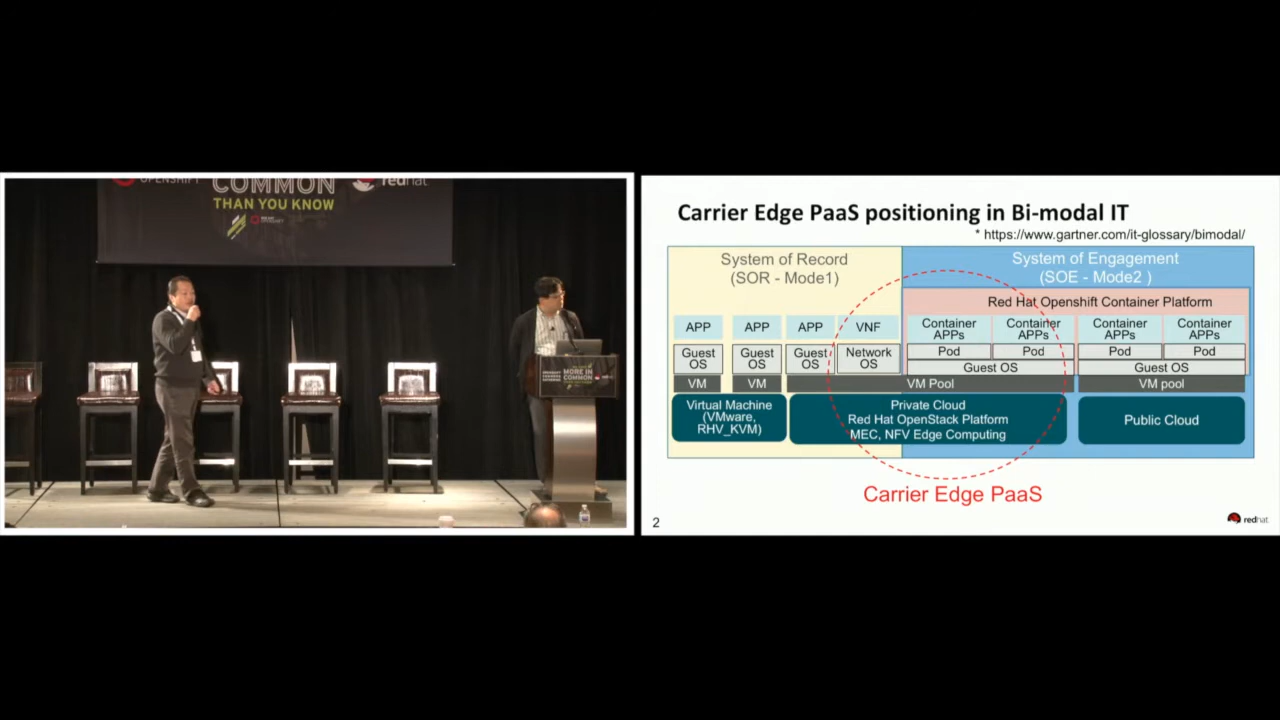 OPENSHIFT
COMMON
redhat.
THAN YOU KNOW
MORE IN
COMMON
Carrier Edge PaaS positioning in Bi-modal IT
* https://www.gartner.com/it-glossary/bimodal/
System of Record
(SOR - Mode1)
System of Engagement
(SOE - Mode2 )
Red Hat Openshift Container Platform
APP
APP
APP
VNF
Container
APPs
Container
APPs
Container
APPs
Container
APPs
Guest
OS
Guest
OS
Guest
OS
Network
OS
Pod
Pod
Pod
Pod
Guest OS
Guest OS
VM
VM
VM Pool
VM pool
Virtual Machine
(VMware,
RHV_KVM)
Private Cloud
Red Hat OpenStack Platform
MEC, NFV Edge Computing
Public Cloud
Carrier Edge PaaS
2
redhat